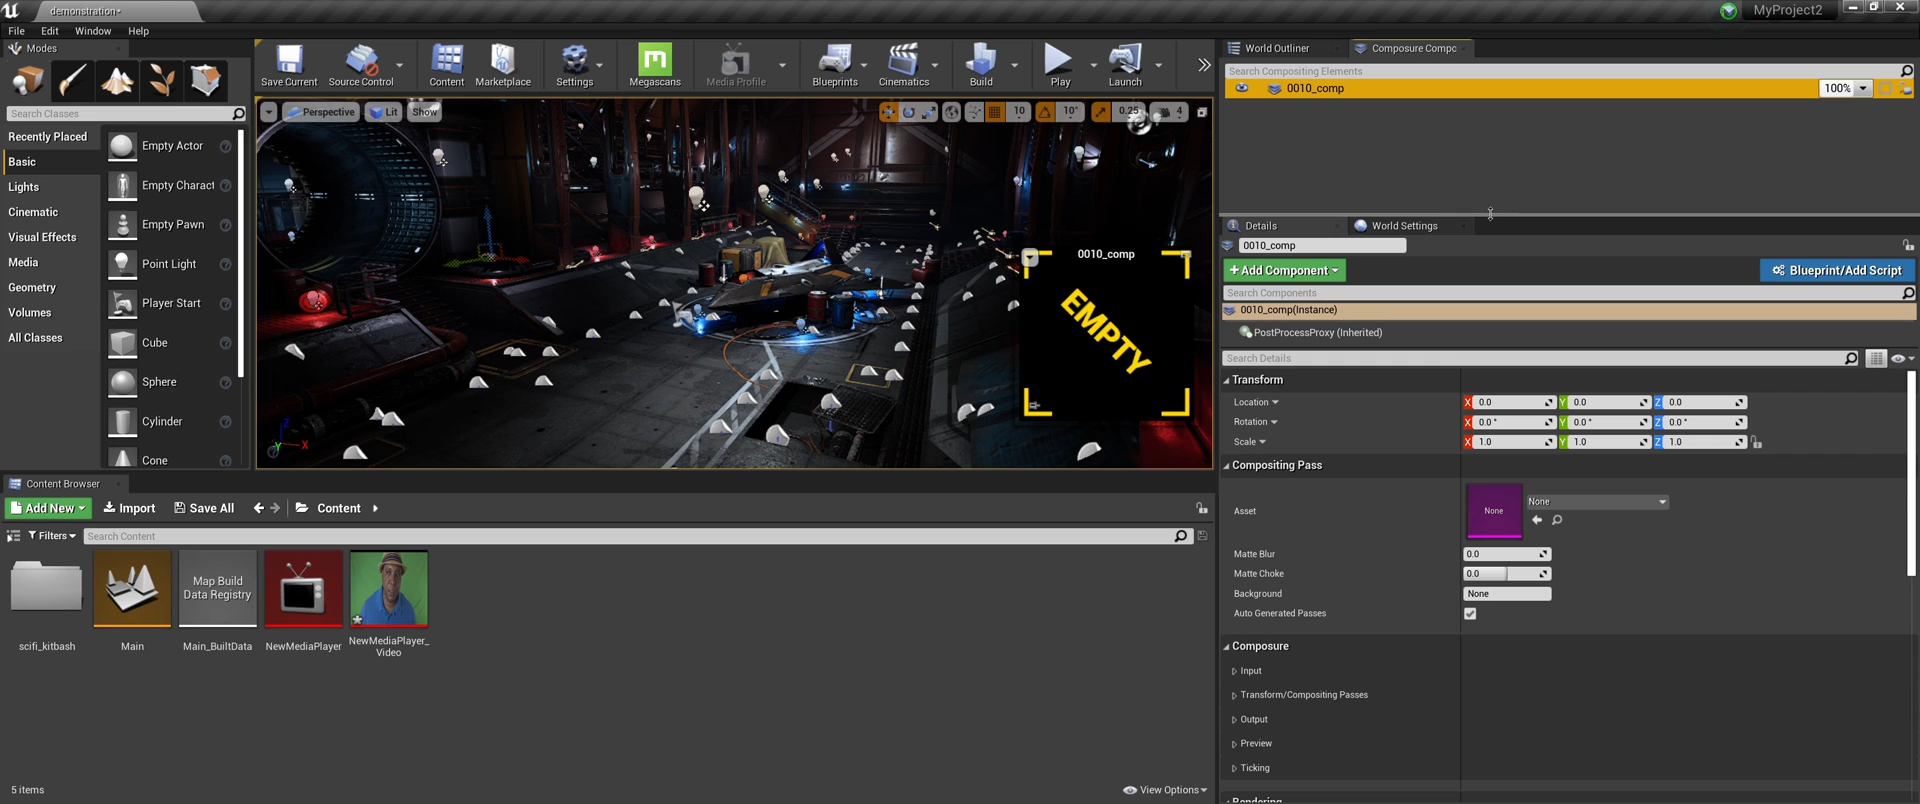 demonstration•
MyProject2
File Edit Window Help
Modes
Search Classes
Recently Placed
Basic
Lights
Cinematic
Visual Effects
Media
Geometry
Volumes
All Classes
Empty Actor
Empty Charact
Empty Pawn
Point Light
Player Start
Cube
Sphere
Cylinder
Cone
Save Current Source Control Content Marketplace Settings Megascans Media Profile Blueprints Cinematics Build Play Launch
Perspective Lit Show 10 10° 0.25 4
0010_comp
EMPTY
World Outliner Composure Compo
Search Compositing Elements
0010_comp 100%
Details World Settings
0010_comp
+Add Component Blueprint/Add Script
Search Components
0010_comp(Instance)
PostProcessProxy (Inherited)
Search Details
Transform
Location X 0.0 Y 0.0 Z 0.0
Rotation X 0.0 ° Y 0.0 ° Z 0.0 °
Scale X 1.0 Y 1.0 Z 1.0
Compositing Pass
Asset None None
Matte Blur 0.0
Matte Choke 0.0
Background None
Auto Generated Passes
Composure
Input
Transform/Compositing Passes
Output
Preview
Ticking
Rendering
Content Browser
Add New Import Save All Content
Filters Search Content
Map Build
Data Registry
scifi_kitbash
Main
Main_BuiltData
NewMediaPlayer
NewMediaPlayer_
Video
5 items
View Options